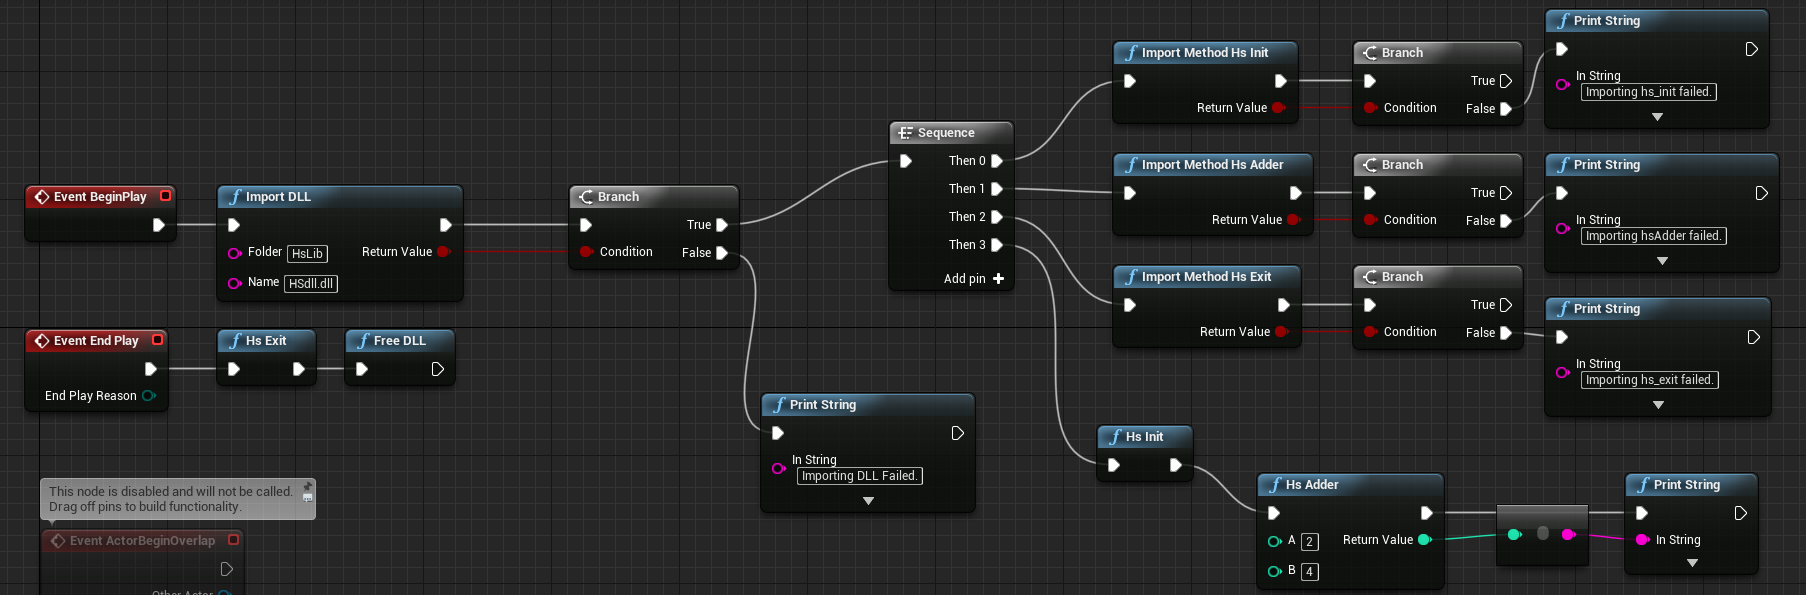 Event BeginPlay
Import DLL
Folder HsLib
Return Value
Name HSdll.dll
Branch
True
Condition
False
Sequence
Then 0
Then 1
Then 2
Then 3
Add pin
Import Method Hs Init
Return Value
Branch
True
Condition
False
Print String
In String
Importing hs_init failed.
Import Method Hs Adder
Return Value
Branch
True
Condition
False
Print String
In String
Importing hsAdder failed.
Import Method Hs Exit
Return Value
Branch
True
Condition
False
Print String
In String
Importing hs_exit failed.
Event End Play
End Play Reason
Hs Exit
Free DLL
Print String
In String
Importing DLL Failed.
Hs Init
Hs Adder
A 2
Return Value
B 4
Print String
In String
This node is disabled and will not be called.
Drag off pins to build functionality.
Event ActorBeginOverlap
Other Actor